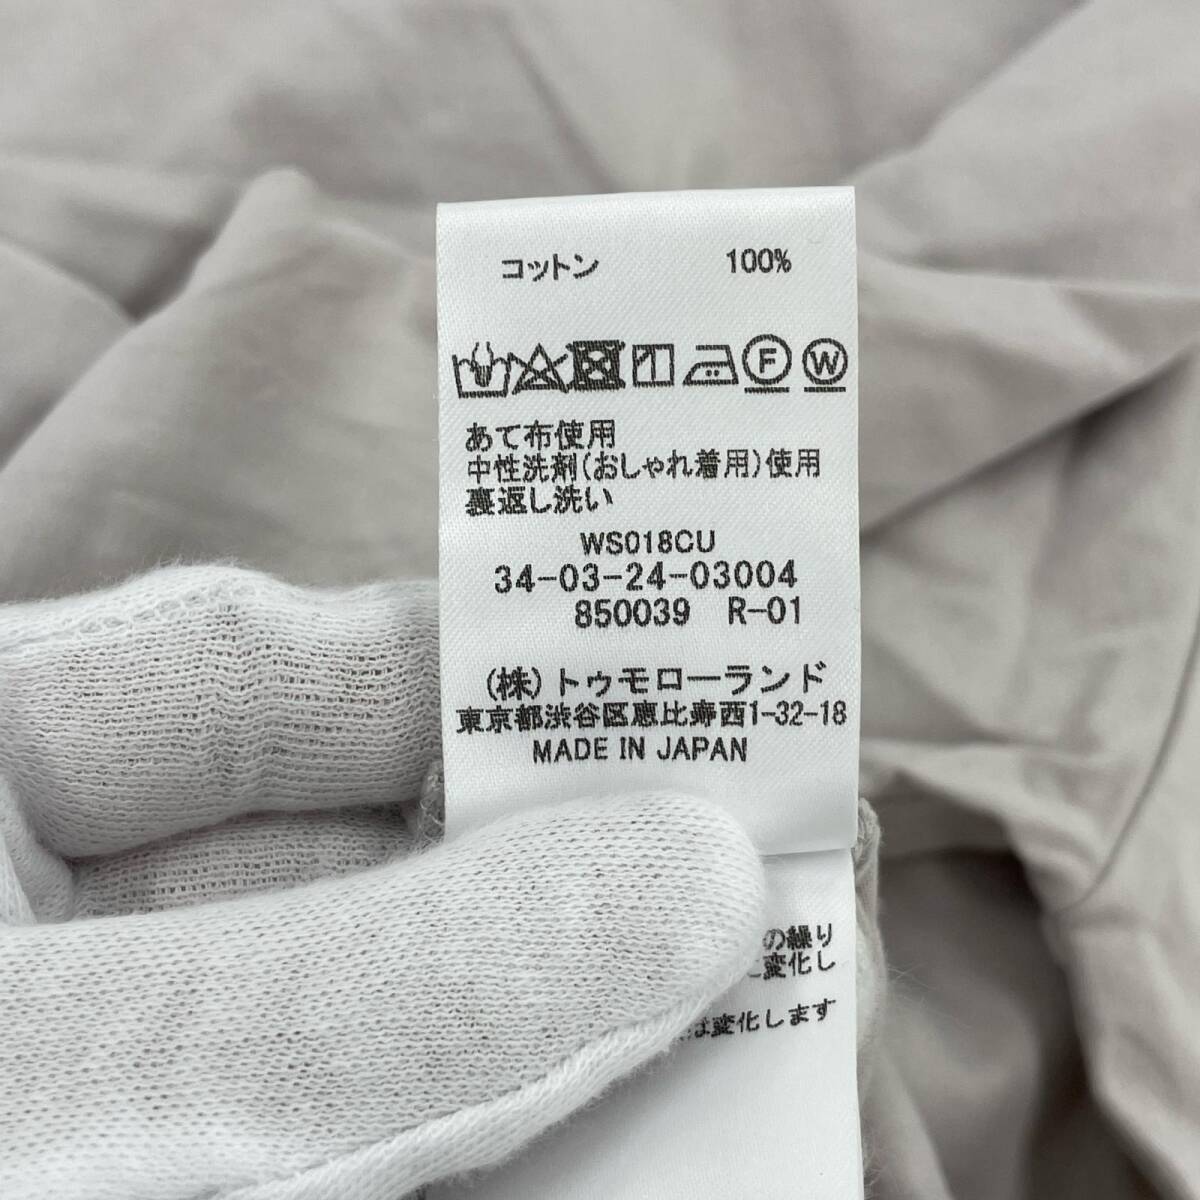 コットン 100%
F W
あて布使用
中性洗剤(おしゃれ着用)使用
裏返し洗い
WS018CU
34-03-24-03004
850039 R-01
(株)トゥモローランド
東京都渋谷区恵比寿西1-32-18
MADE IN JAPAN
の繰り
に変化し
は変化します